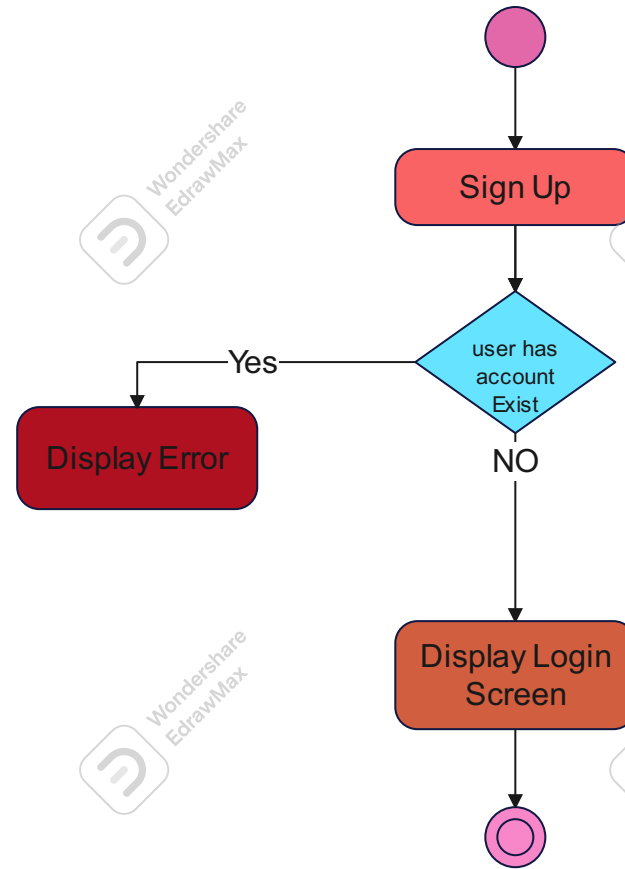 Wondershare
EdrawMax
Sign Up
user has
account
Exist
Yes
Display Error
NO
Display Login
Screen
Wondershare
EdrawMax